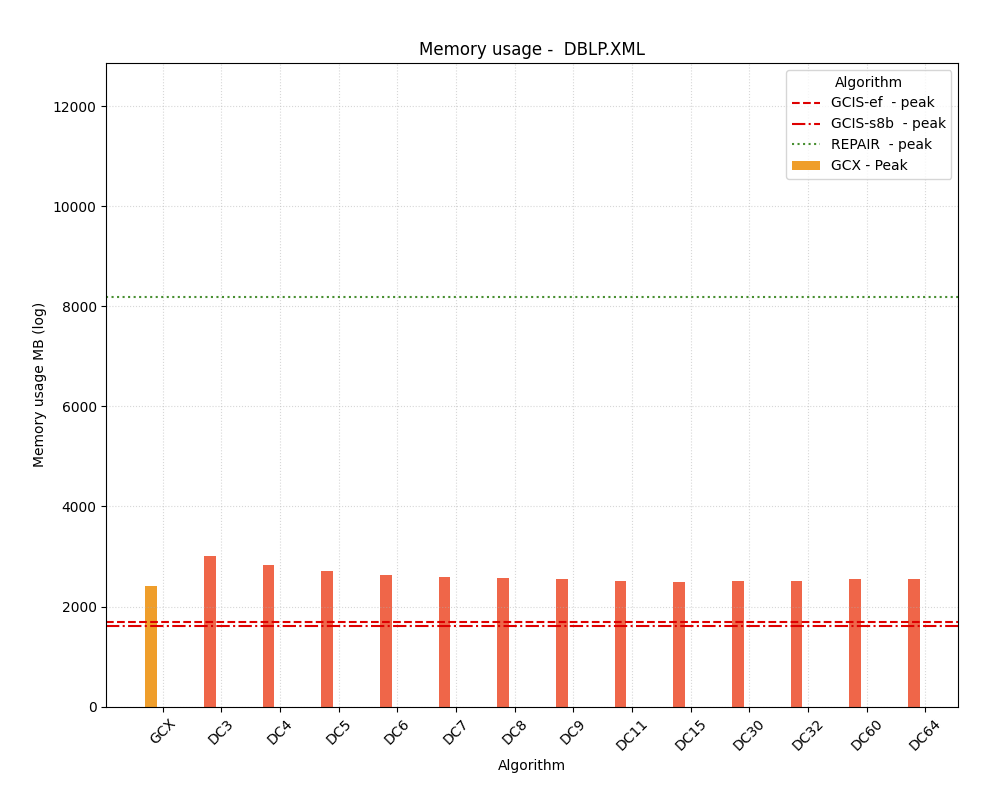 Memory usage -  DBLP.XML
Memory usage MB (log)
12000
10000
8000
6000
4000
2000
0
Algorithm
GCIS-ef  - peak
GCIS-s8b  - peak
REPAIR  - peak
GCX - Peak
GCX
DC3
DC4
DC5
DC6
DC7
DC8
DC9
DC11
DC15
DC30
DC32
DC60
DC64
Algorithm